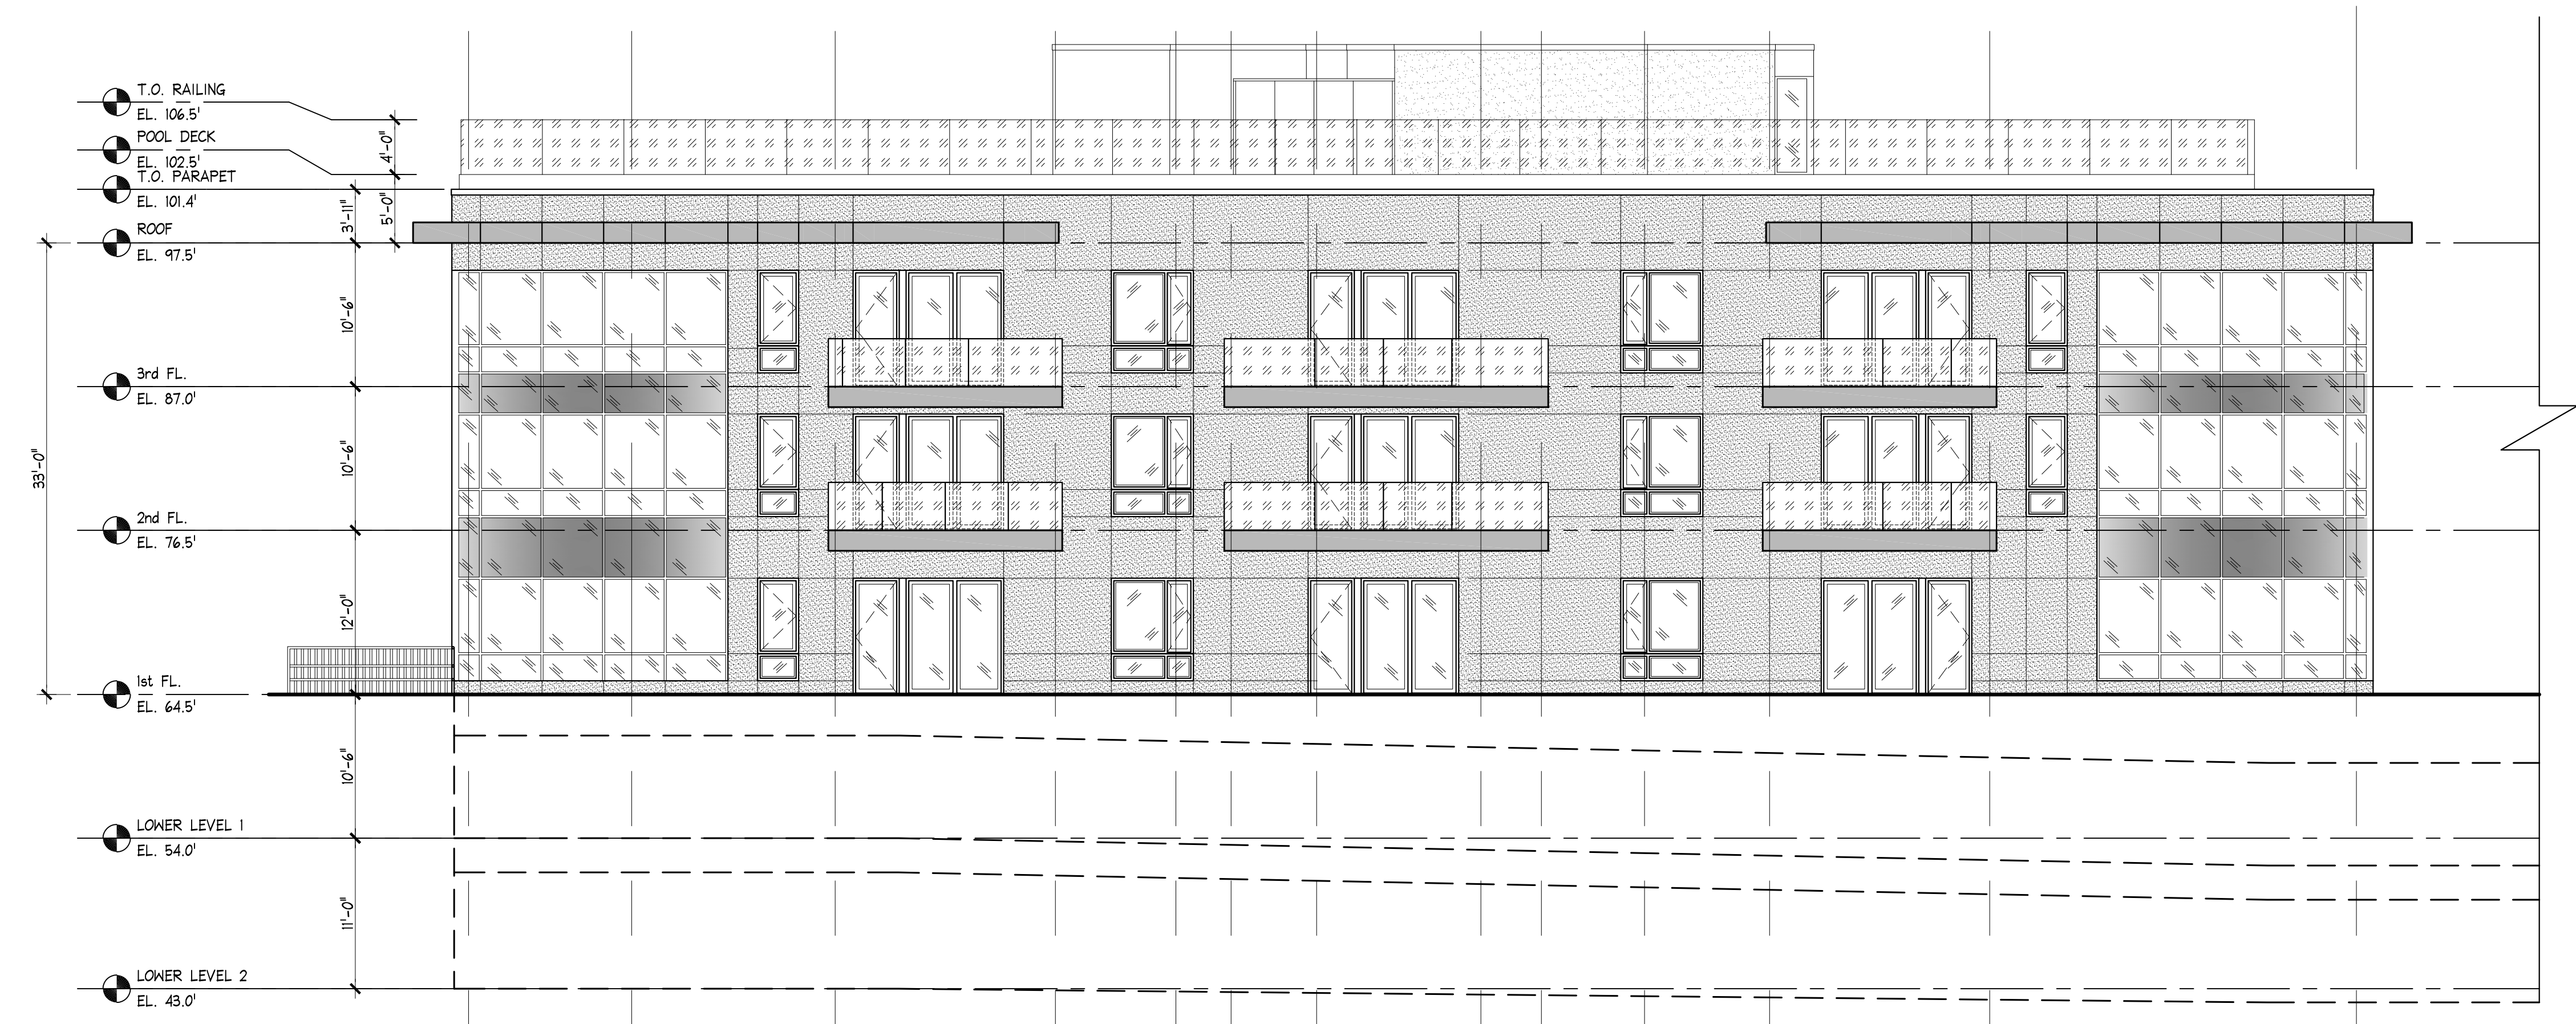 T.O. RAILING
EL. 106.5'
POOL DECK
EL. 102.5'
T.O. PARAPET
EL. 101.4'
ROOF
EL. 97.5'
3rd FL.
EL. 87.0'
2nd FL.
EL. 76.5'
1st FL.
EL. 64.5'
LOWER LEVEL 1
EL. 54.0'
LOWER LEVEL 2
EL. 43.0'
33'-0"
3'-11"
10'-6"
10'-6"
12'-0"
10'-6"
11'-0"
4'-0"
5'-0"